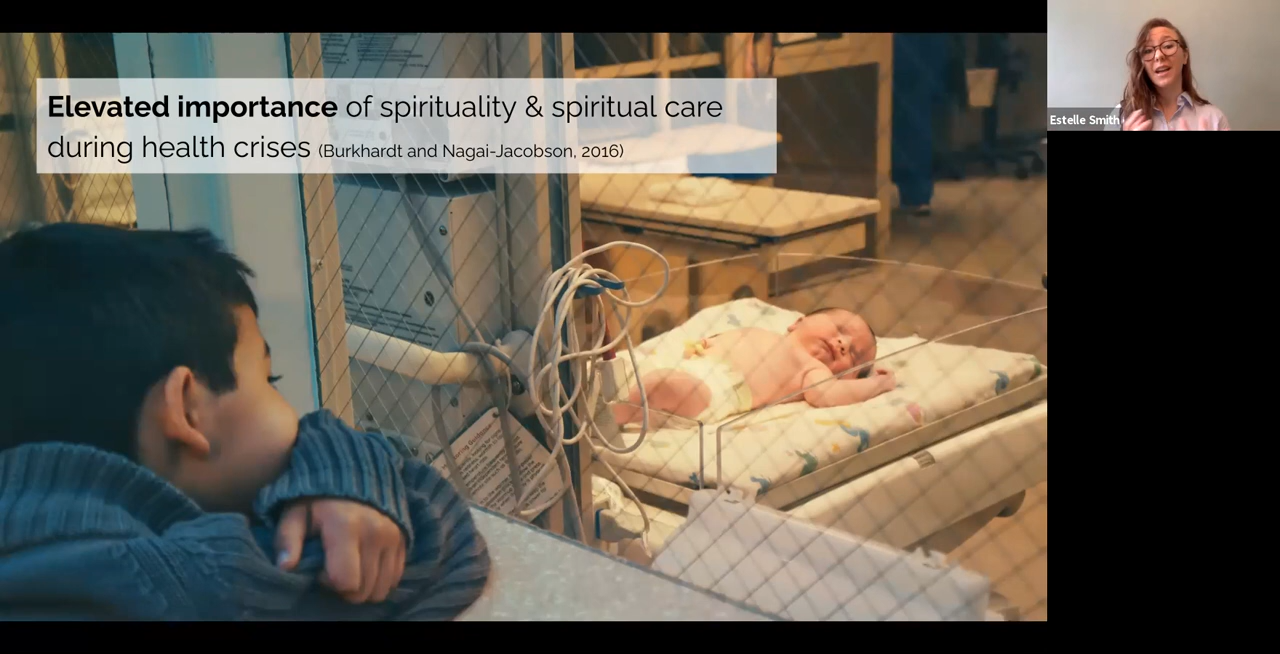 Elevated importance of spirituality & spiritual care
during health crises (Burkhardt and Nagai-Jacobson, 2016)
Estelle Smith